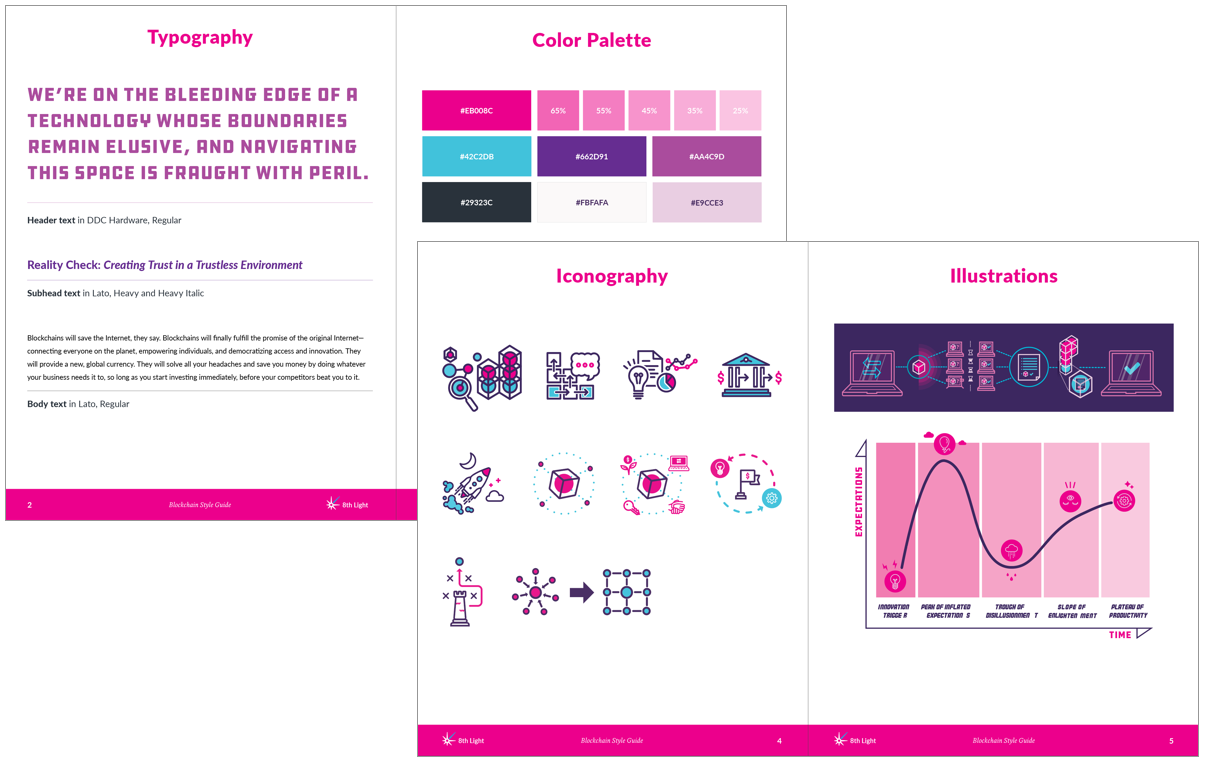 Typography
WE'RE ON THE BLEEDING EDGE OF A
TECHNOLOGY WHOSE BOUNDARIES
REMAIN ELUSIVE, AND NAVIGATING
THIS SPACE IS FRAUGHT WITH PERIL.
Header text in DDC Hardware, Regular
Reality Check: Creating Trust in a Trustless Environment
Subhead text in Lato, Heavy and Heavy Italic
Blockchains will save the Internet, they say. Blockchains will finally fulfill the promise of the original Internet—
connecting everyone on the planet, empowering individuals, and democratizing access and innovation. They
will provide a new, global currency. They will solve all your headaches and save you money by doing whatever
your business needs it to, so long as you start investing immediately, before your competitors beat you to it.
Body text in Lato, Regular
2
Blockchain Style Guide
8th Light
Color Palette
#EB008C
65%
55%
45%
35%
25%
#42C2DB
#662D91
#AA4C9D
#29323C
#FBFAFA
#E9CCE3
Iconography
$
$
$
#
$
8th Light
Blockchain Style Guide
4
Illustrations
EXPECTATIONS
INNOVATION
TRIGGE R
PEAK OF INFLATED
EXPECTATION S
TROUGH OF
DISILLUSIONMEN T
SLOPE OF
ENLIGHTEN MENT
PLATEAU OF
PRODUCTIVITY
TIME
8th Light
Blockchain Style Guide
5